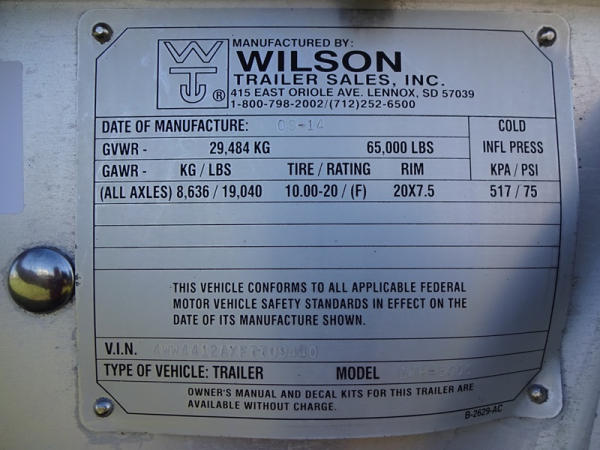 MANUFACTURED BY:
WILSON
TRAILER SALES, INC.
415 EAST ORIOLE AVE. LENNOX, SD 57039
1-800-798-2002/(712)252-6500
WT ®
DATE OF MANUFACTURE: 09-14 COLD
GVWR - 29,484 KG 65,000 LBS INFL PRESS
GAWR - KG / LBS TIRE / RATING RIM KPA / PSI
(ALL AXLES) 8,636 / 19,040 10.00-20 / (F) 20X7.5 517 / 75
THIS VEHICLE CONFORMS TO ALL APPLICABLE FEDERAL
MOTOR VEHICLE SAFETY STANDARDS IN EFFECT ON THE
DATE OF ITS MANUFACTURE SHOWN.
V.I.N.
TYPE OF VEHICLE: TRAILER MODEL
OWNER'S MANUAL AND DECAL KITS FOR THIS TRAILER ARE
AVAILABLE WITHOUT CHARGE.
B-2629-AC